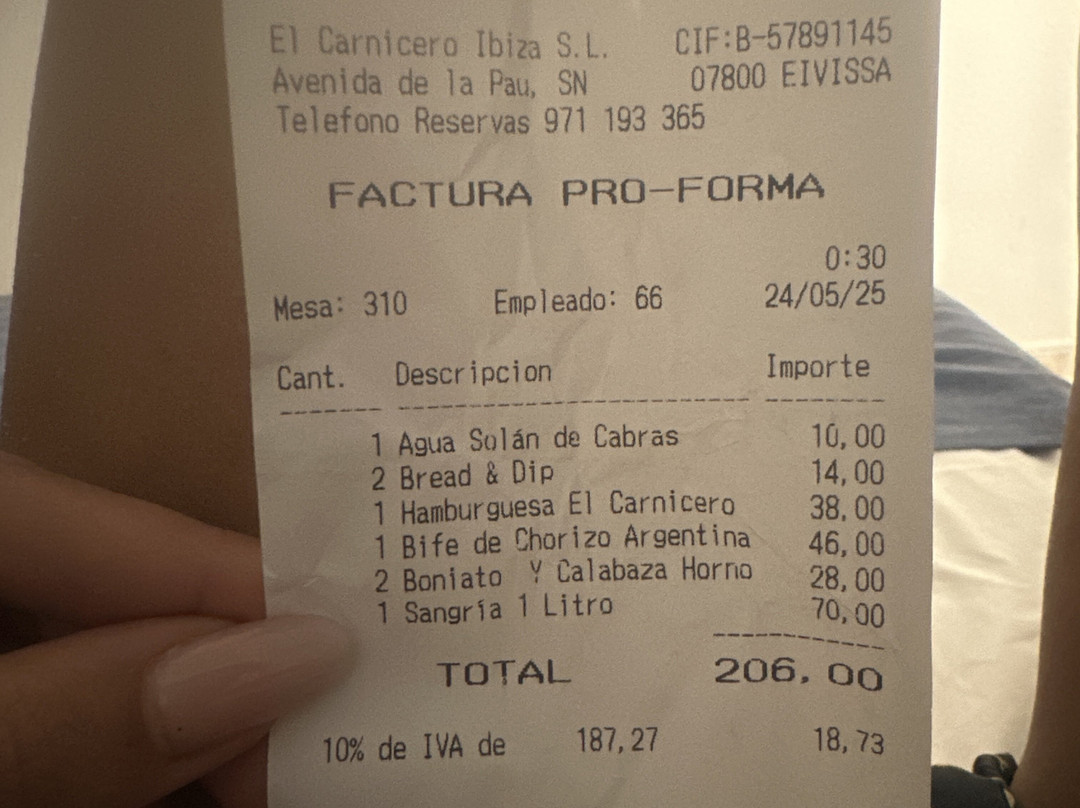 El Carnicero Ibiza S.L. CIF:B-57891145
Avenida de la Pau, SN 07800 EIVISSA
Telefono Reservas 971 193 365
FACTURA PRO-FORMA
0:30
Mesa: 310 Empleado: 66 24/05/25
Cant. Descripcion Importe
1 Agua Solán de Cabras 10,00
2 Bread & Dip 14,00
1 Hamburguesa El Carnicero 38,00
1 Bife de Chorizo Argentina 46,00
2 Boniato Y Calabaza Horno 28,00
1 Sangría 1 Litro 70,00
TOTAL 206,00
10% de IVA de 187,27 18,73